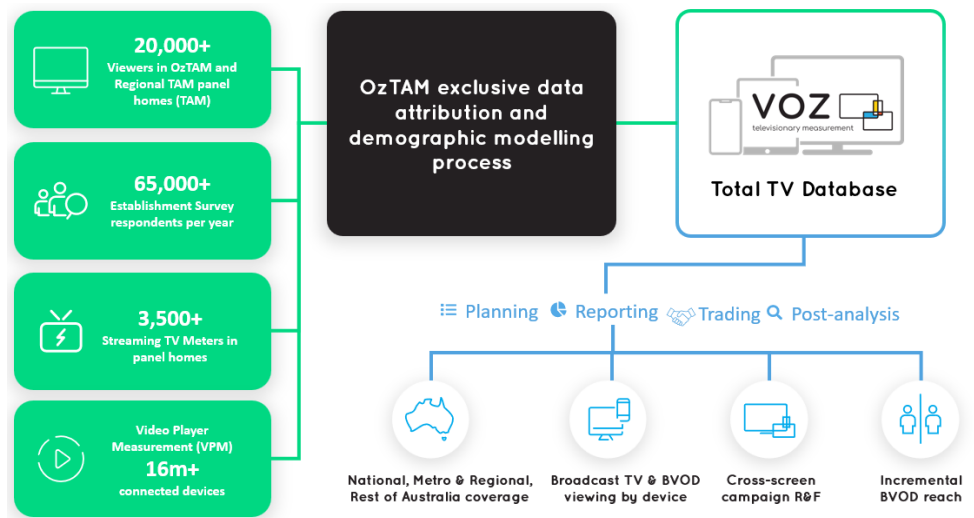 20,000+
Viewers in OzTAM and
Regional TAM panel
homes (TAM)
65,000+
Establishment Survey
respondents per year
3,500+
Streaming TV Meters in
panel homes
Video Player
Measurement (VPM)
16m+
connected devices
OzTAM exclusive data
attribution and
demographic modelling
process
VOZ
televisionary measurement
Total TV Database
Planning Reporting Trading Post-analysis
National, Metro & Regional,
Rest of Australia coverage
Broadcast TV & BVOD
viewing by device
Cross-screen
campaign R&F
Incremental
BVOD reach